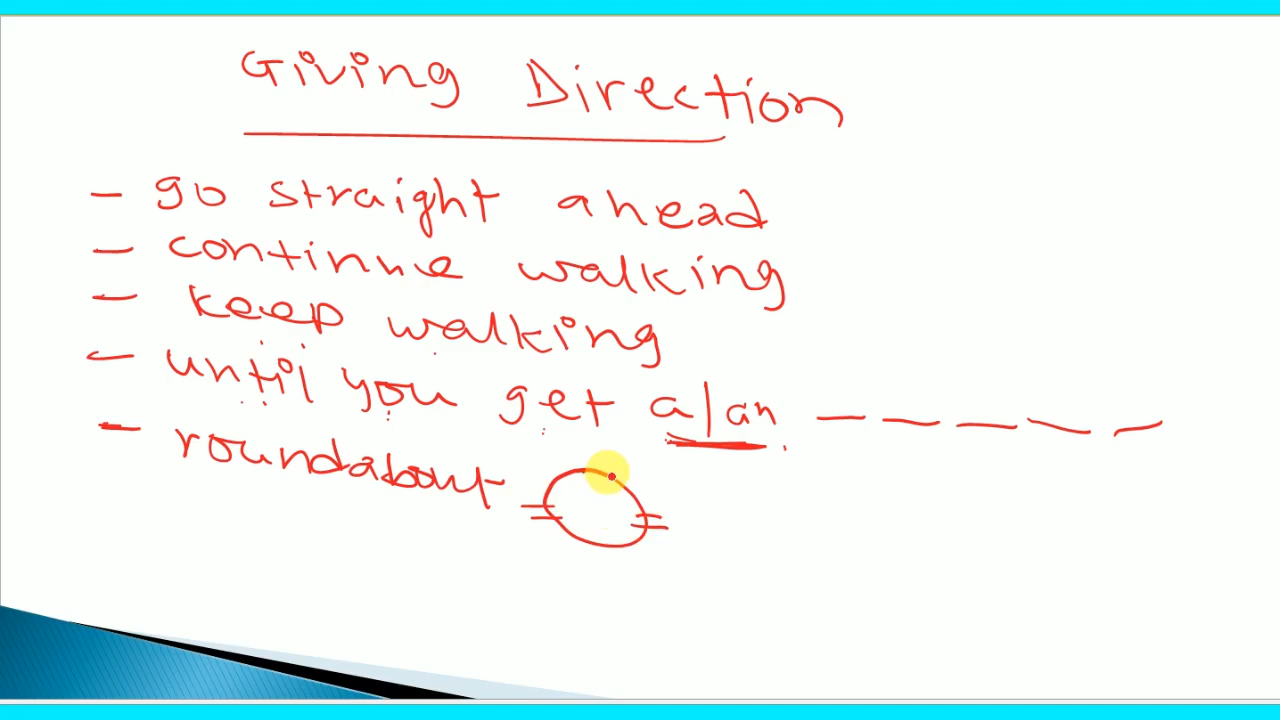 Giving Direction
- go straight ahead
- continue walking
- keep walking
- until you get a/an _ _ _ _ _
- roundabout